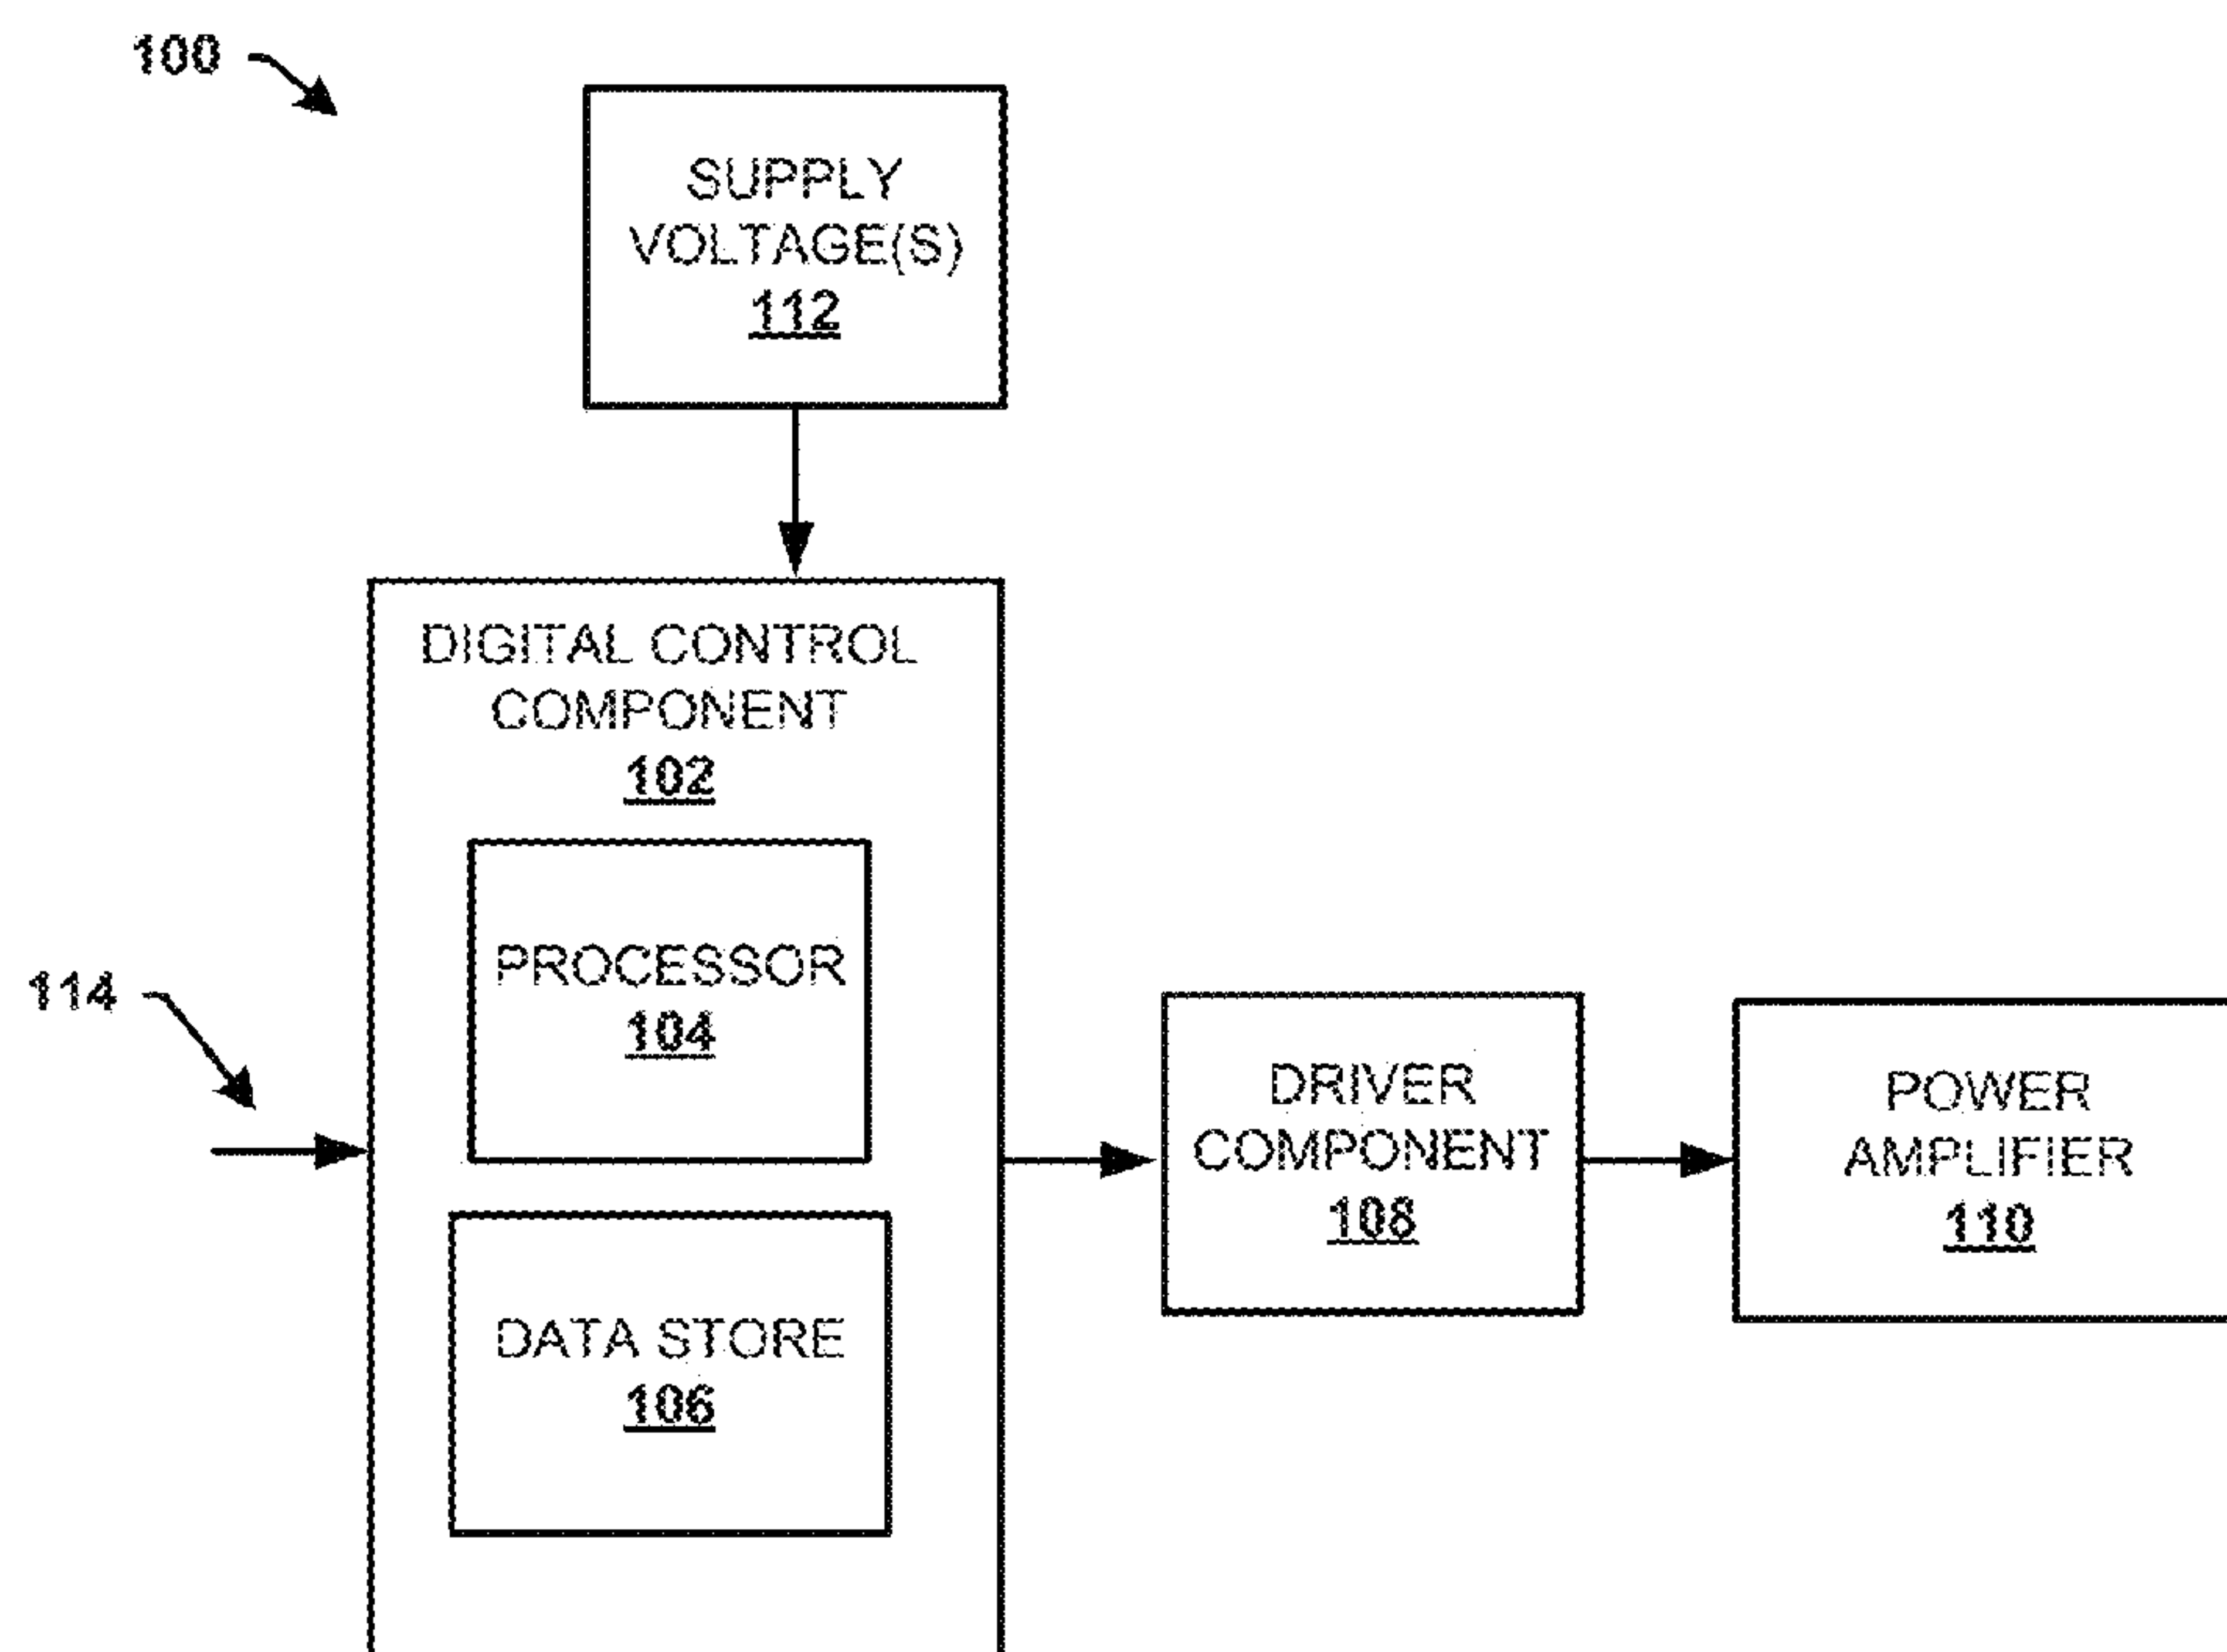 100
SUPPLY
VOLTAGE(S)
112
DIGITAL CONTROL
COMPONENT
102
PROCESSOR
104
114
DRIVER
COMPONENT
108
POWER
AMPLIFIER
110
DATA STORE
106